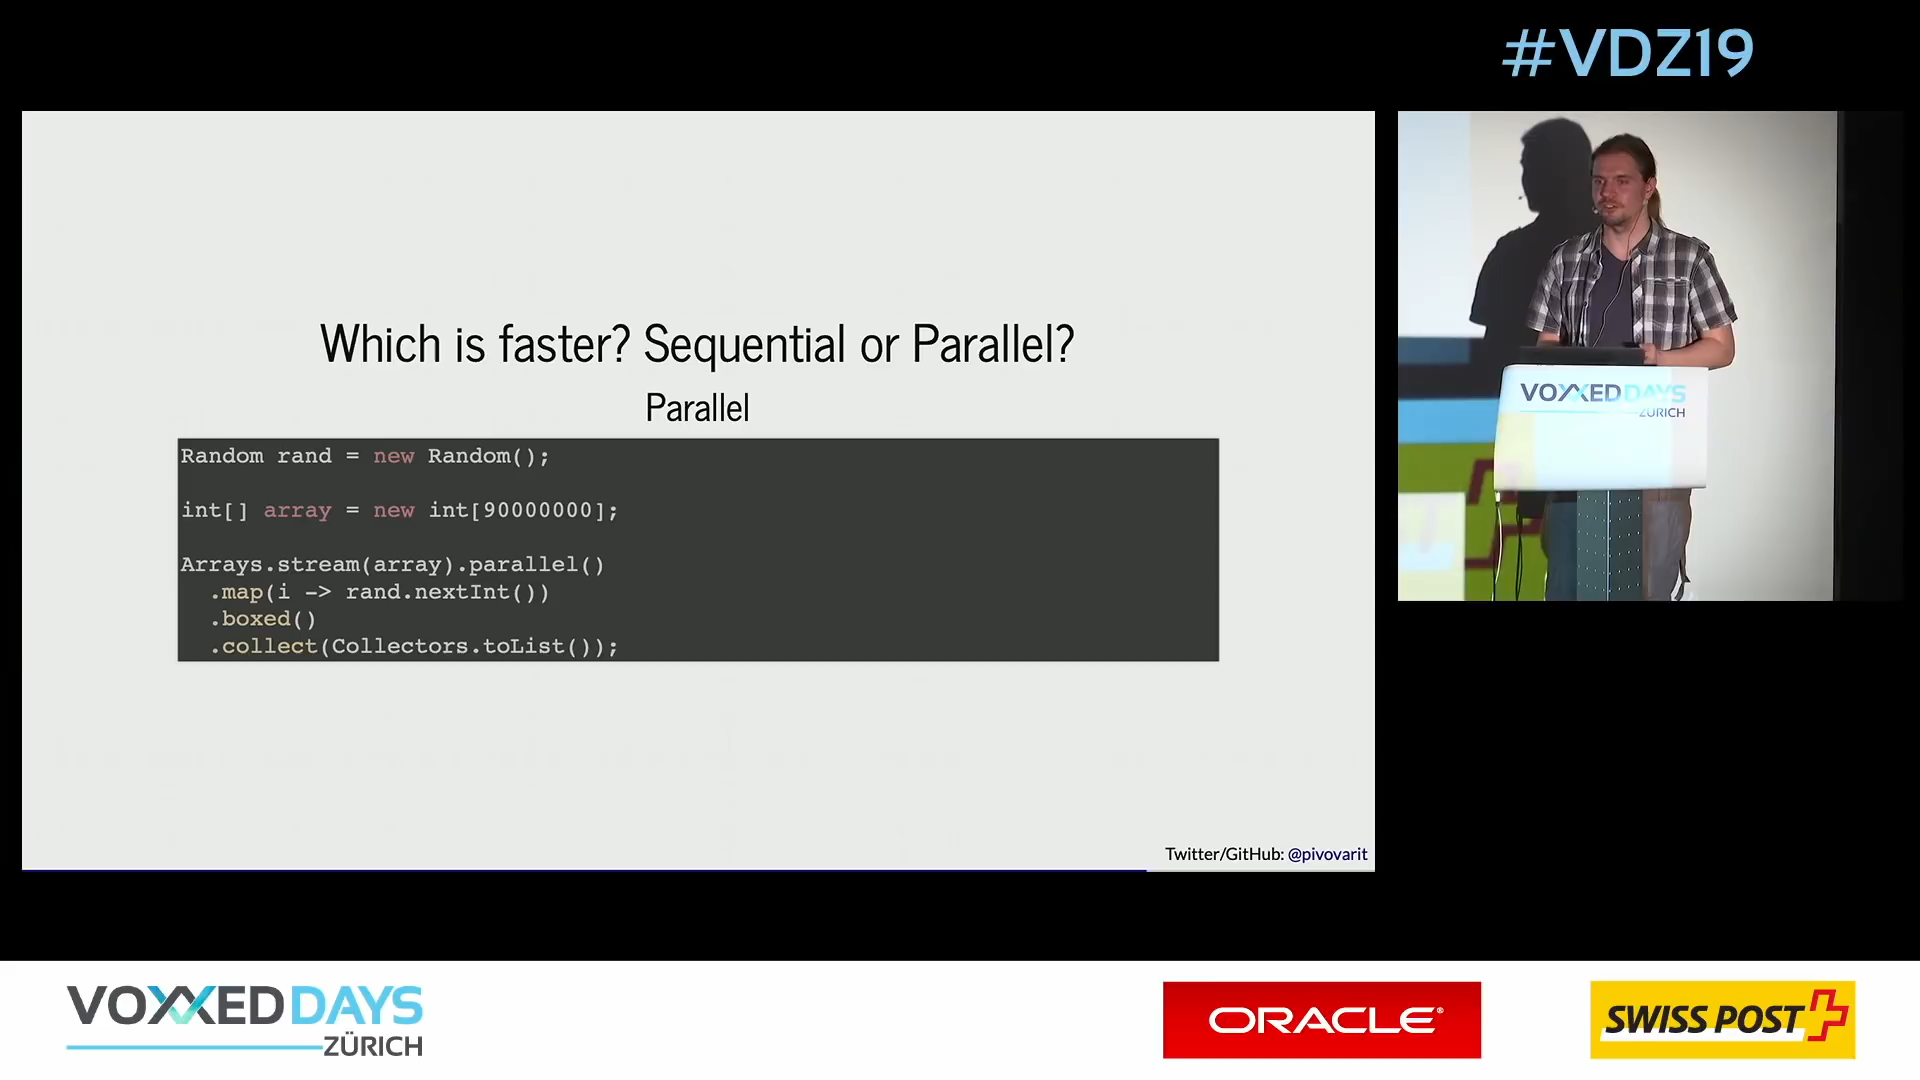 #VDZ19
Which is faster? Sequential or Parallel?
Parallel
Random rand = new Random();
int[] array = new int[90000000];
Arrays.stream(array).parallel()
.map(i -> rand.nextInt())
.boxed()
.collect(Collectors.toList());
Twitter/GitHub: @pivovarit
VOXXED DAYS
ZÜRICH
VOXXED DAYS
ZÜRICH
ORACLE®
SWISS POST